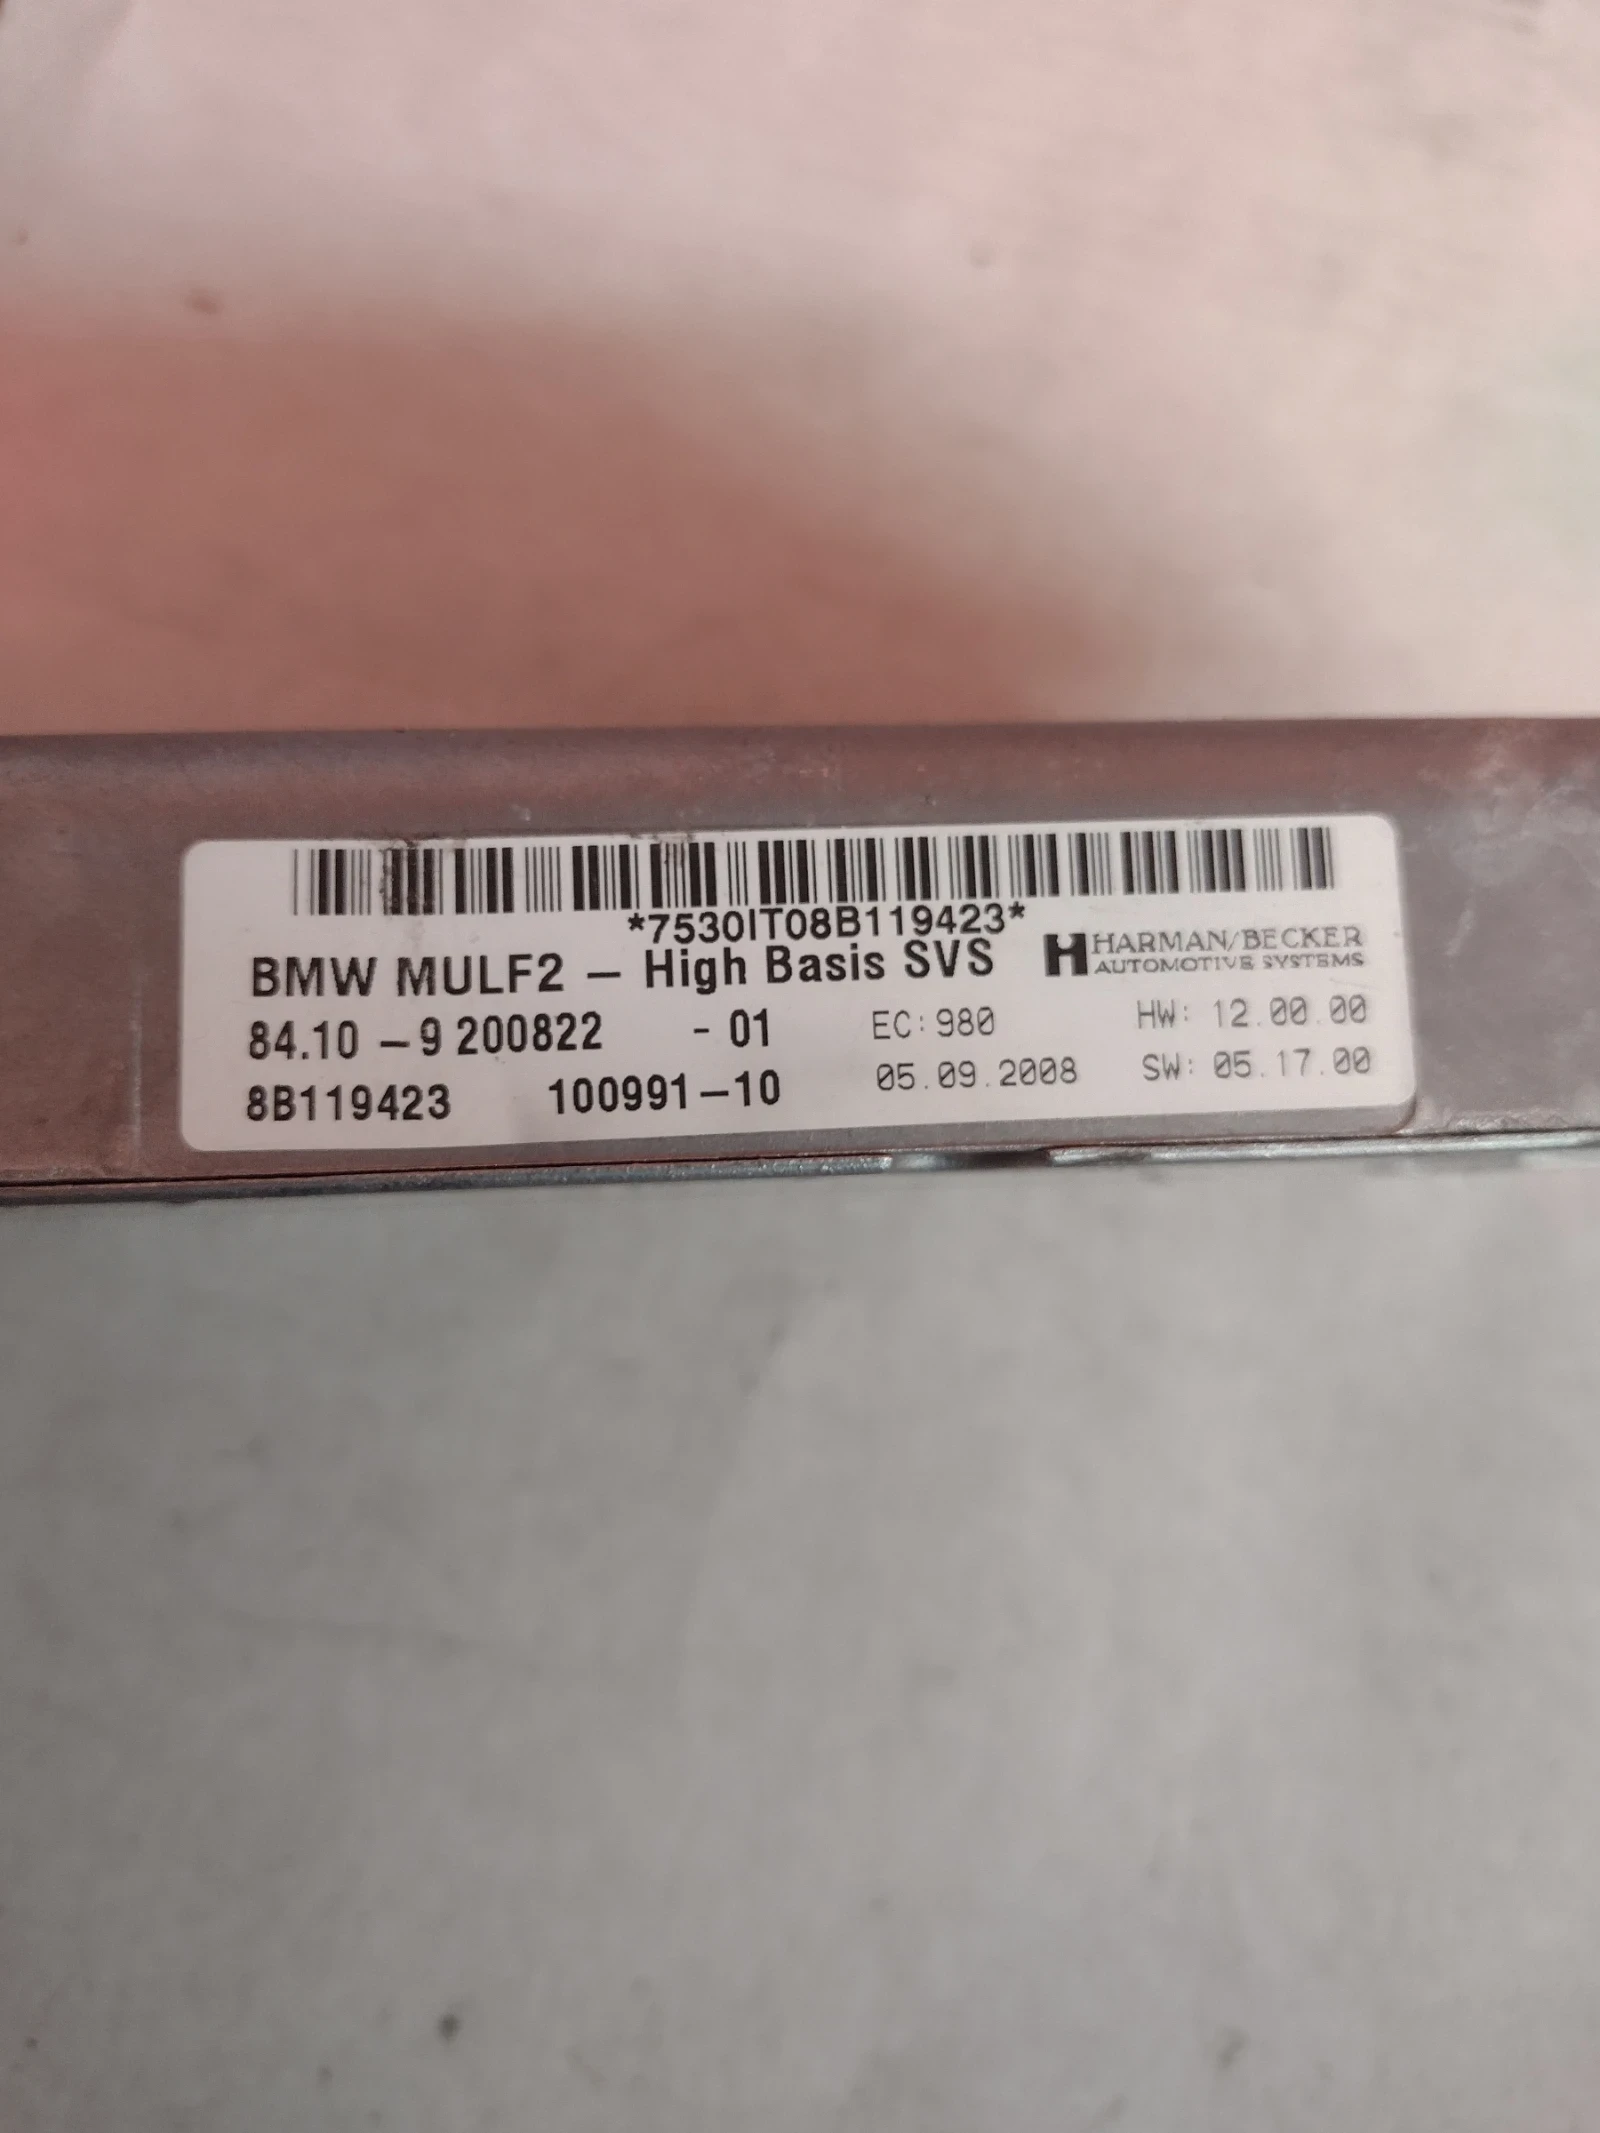 *7530IT08B119423*
BMW MULF2 – High Basis SVS
HARMAN/BECKER
AUTOMOTIVE SYSTEMS
84.10 – 9 200822 - 01 EC: 980 HW: 12.00.00
8B119423 100991–10 05.09.2008 SW: 05.17.00